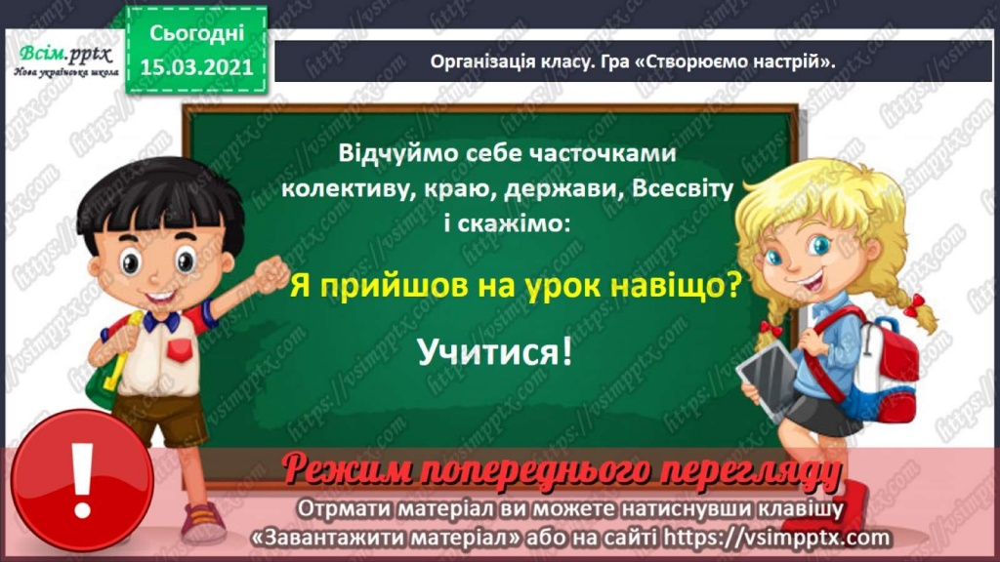 Всім.pptx
Нова українська школа
Сьогодні
15.03.2021
Організація класу. Гра «Створюємо настрій».
Відчуймо себе часточками
колективу, краю, держави, Всесвіту
і скажімо:
Я прийшов на урок навіщо?
Учитися!
!
Режим попереднього перегляду
Отрмати матеріал ви можете натиснувши клавішу
«Завантажити матеріал» або на сайті https://vsimpptx.com